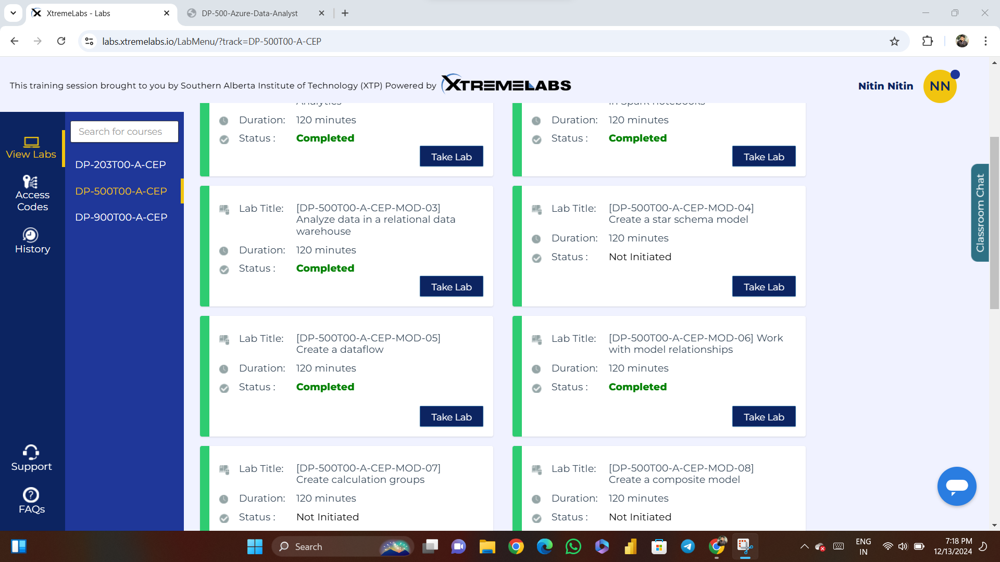 XtremeLabs - Labs
DP-500-Azure-Data-Analyst
labs.xtremelabs.io/LabMenu/?track=DP-500T00-A-CEP
This training session brought to you by Southern Alberta Institute of Technology (XTP) Powered by
XTREMELABS
Nitin Nitin
NN
Search for courses
View Labs
DP-203T00-A-CEP
DP-500T00-A-CEP
DP-900T00-A-CEP
Access
Codes
History
Support
FAQs
Analytics
Duration: 120 minutes
Status : Completed
Take Lab
in Spark notebooks
Duration: 120 minutes
Status : Completed
Take Lab
Lab Title: [DP-500T00-A-CEP-MOD-03]
Analyze data in a relational data
warehouse
Duration: 120 minutes
Status : Completed
Take Lab
Lab Title: [DP-500T00-A-CEP-MOD-04]
Create a star schema model
Duration: 120 minutes
Status : Not Initiated
Take Lab
Lab Title: [DP-500T00-A-CEP-MOD-05]
Create a dataflow
Duration: 120 minutes
Status : Completed
Take Lab
Lab Title: [DP-500T00-A-CEP-MOD-06] Work
with model relationships
Duration: 120 minutes
Status : Completed
Take Lab
Lab Title: [DP-500T00-A-CEP-MOD-07]
Create calculation groups
Duration: 120 minutes
Status : Not Initiated
Lab Title: [DP-500T00-A-CEP-MOD-08]
Create a composite model
Duration: 120 minutes
Status : Not Initiated
Classroom Chat
Search
ENG
IN
7:18 PM
12/13/2024